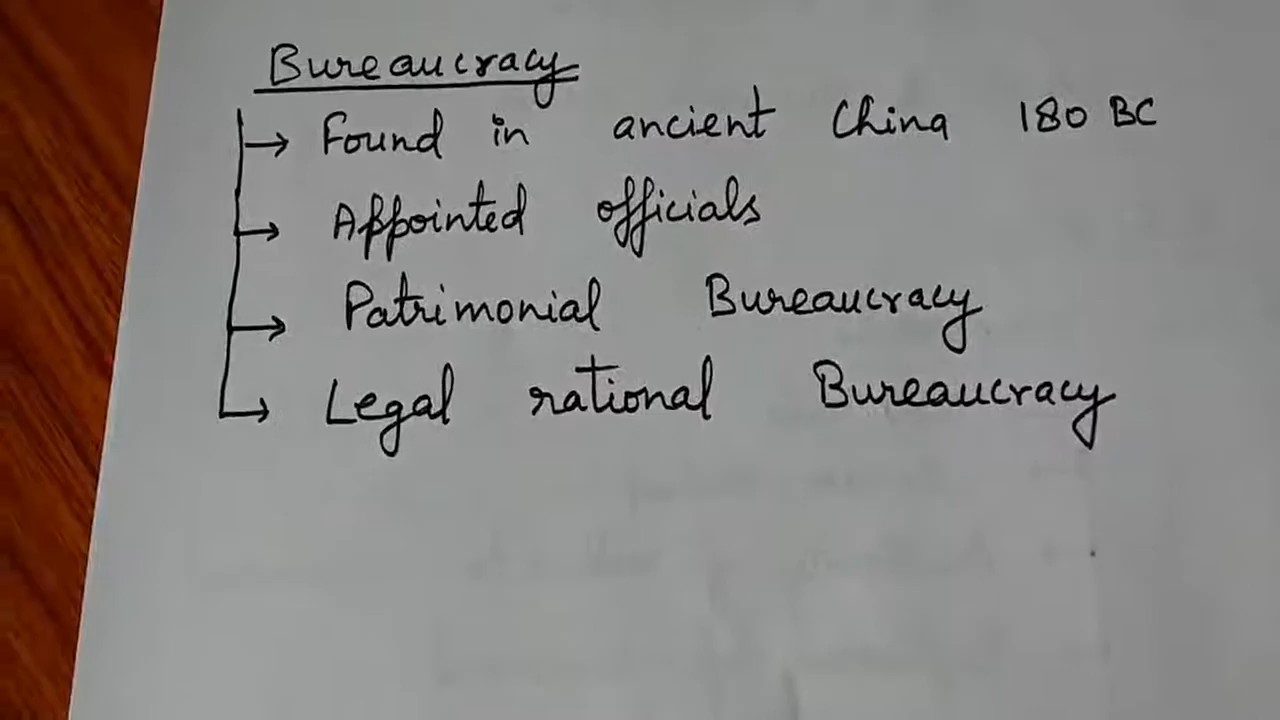 Bureaucracy
→ Found in ancient China 180 BC
→ Appointed officials
→ Patrimonial Bureaucracy
→ Legal rational Bureaucracy